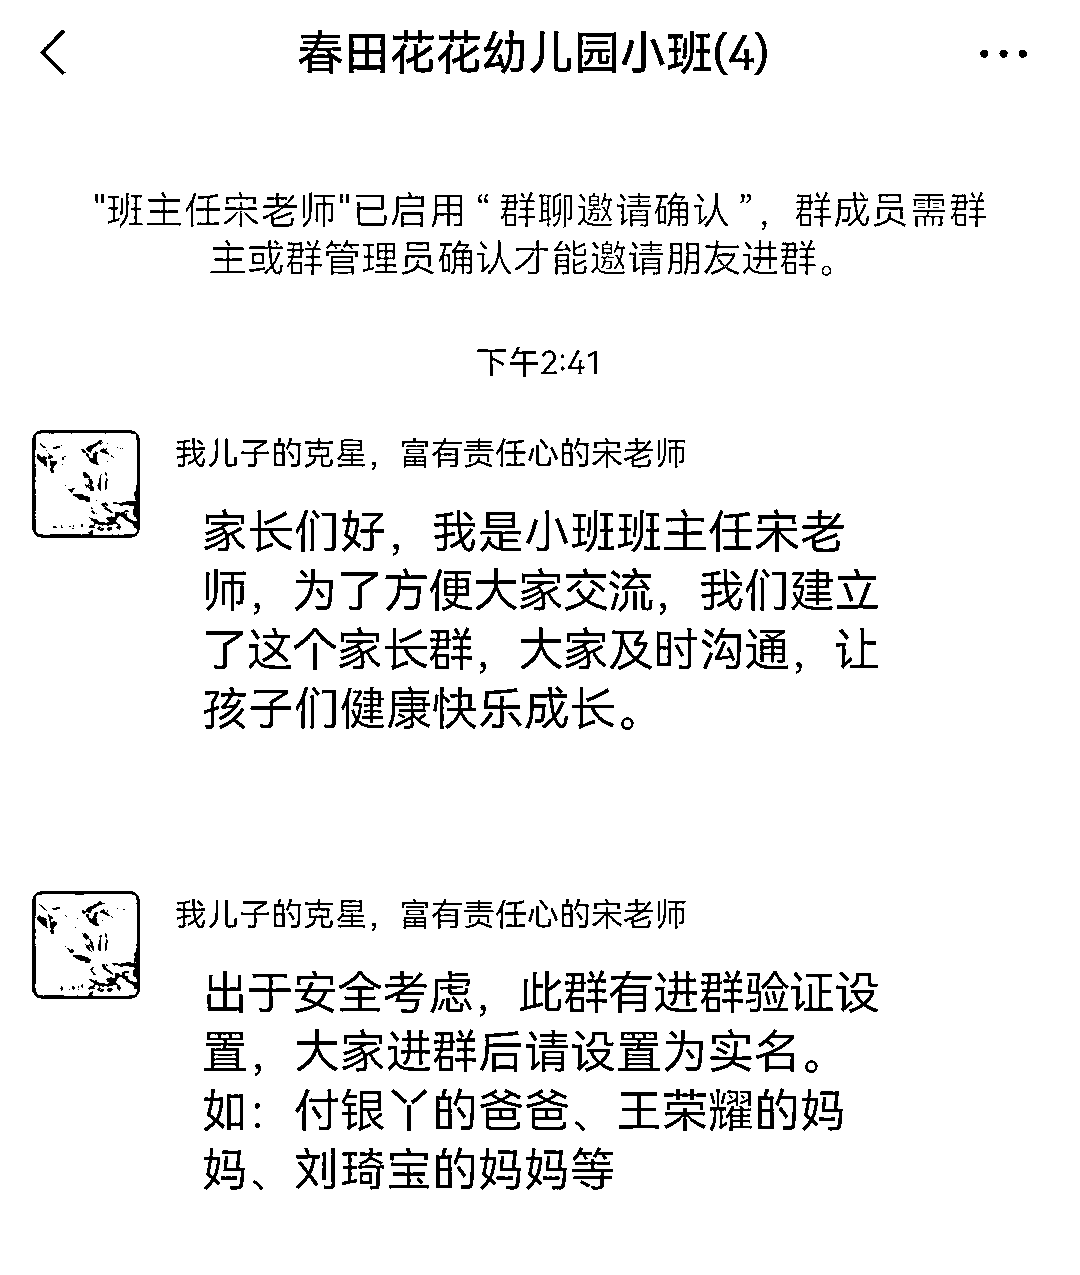 春田花花幼儿园小班(4)
"班主任宋老师"已启用“群聊邀请确认”，群成员需群
主或群管理员确认才能邀请朋友进群。
下午2:41
我儿子的克星，富有责任心的宋老师
家长们好，我是小班班主任宋老
师，为了方便大家交流，我们建立
了这个家长群，大家及时沟通，让
孩子们健康快乐成长。
我儿子的克星，富有责任心的宋老师
出于安全考虑，此群有进群验证设
置，大家进群后请设置为实名。
如：付银丫的爸爸、王荣耀的妈
妈、刘琦宝的妈妈等